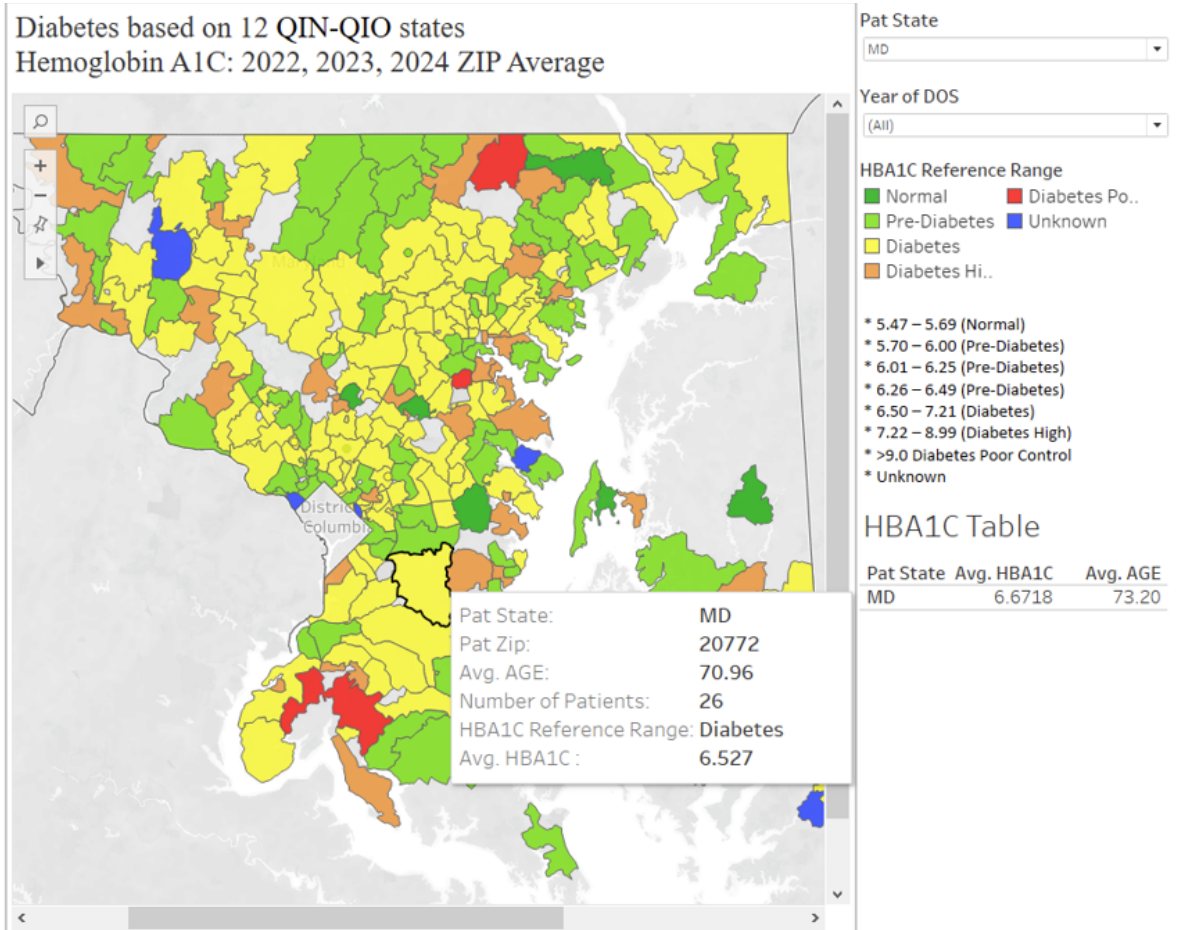 Diabetes based on 12 QIN-QIO states
Hemoglobin A1C: 2022, 2023, 2024 ZIP Average
Maryland
District
Columbi
Pat State: MD
Pat Zip: 20772
Avg. AGE: 70.96
Number of Patients: 26
HBA1C Reference Range: Diabetes
Avg. HBA1C : 6.527
Pat State
MD
Year of DOS
(All)
HBA1C Reference Range
Normal
Diabetes Po..
Pre-Diabetes
Unknown
Diabetes
Diabetes Hi..
* 5.47 – 5.69 (Normal)
* 5.70 – 6.00 (Pre-Diabetes)
* 6.01 – 6.25 (Pre-Diabetes)
* 6.26 – 6.49 (Pre-Diabetes)
* 6.50 – 7.21 (Diabetes)
* 7.22 – 8.99 (Diabetes High)
* >9.0 Diabetes Poor Control
* Unknown
HBA1C Table
Pat State Avg. HBA1C Avg. AGE
MD 6.6718 73.20